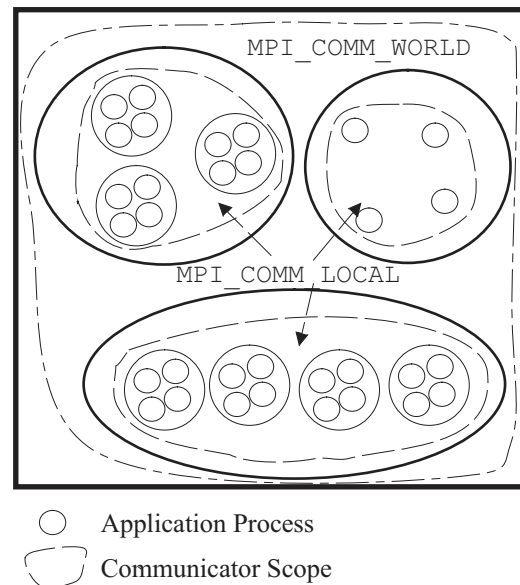 MPI_COMM_WORLD
MPI_COMM_LOCAL
Application Process
Communicator Scope